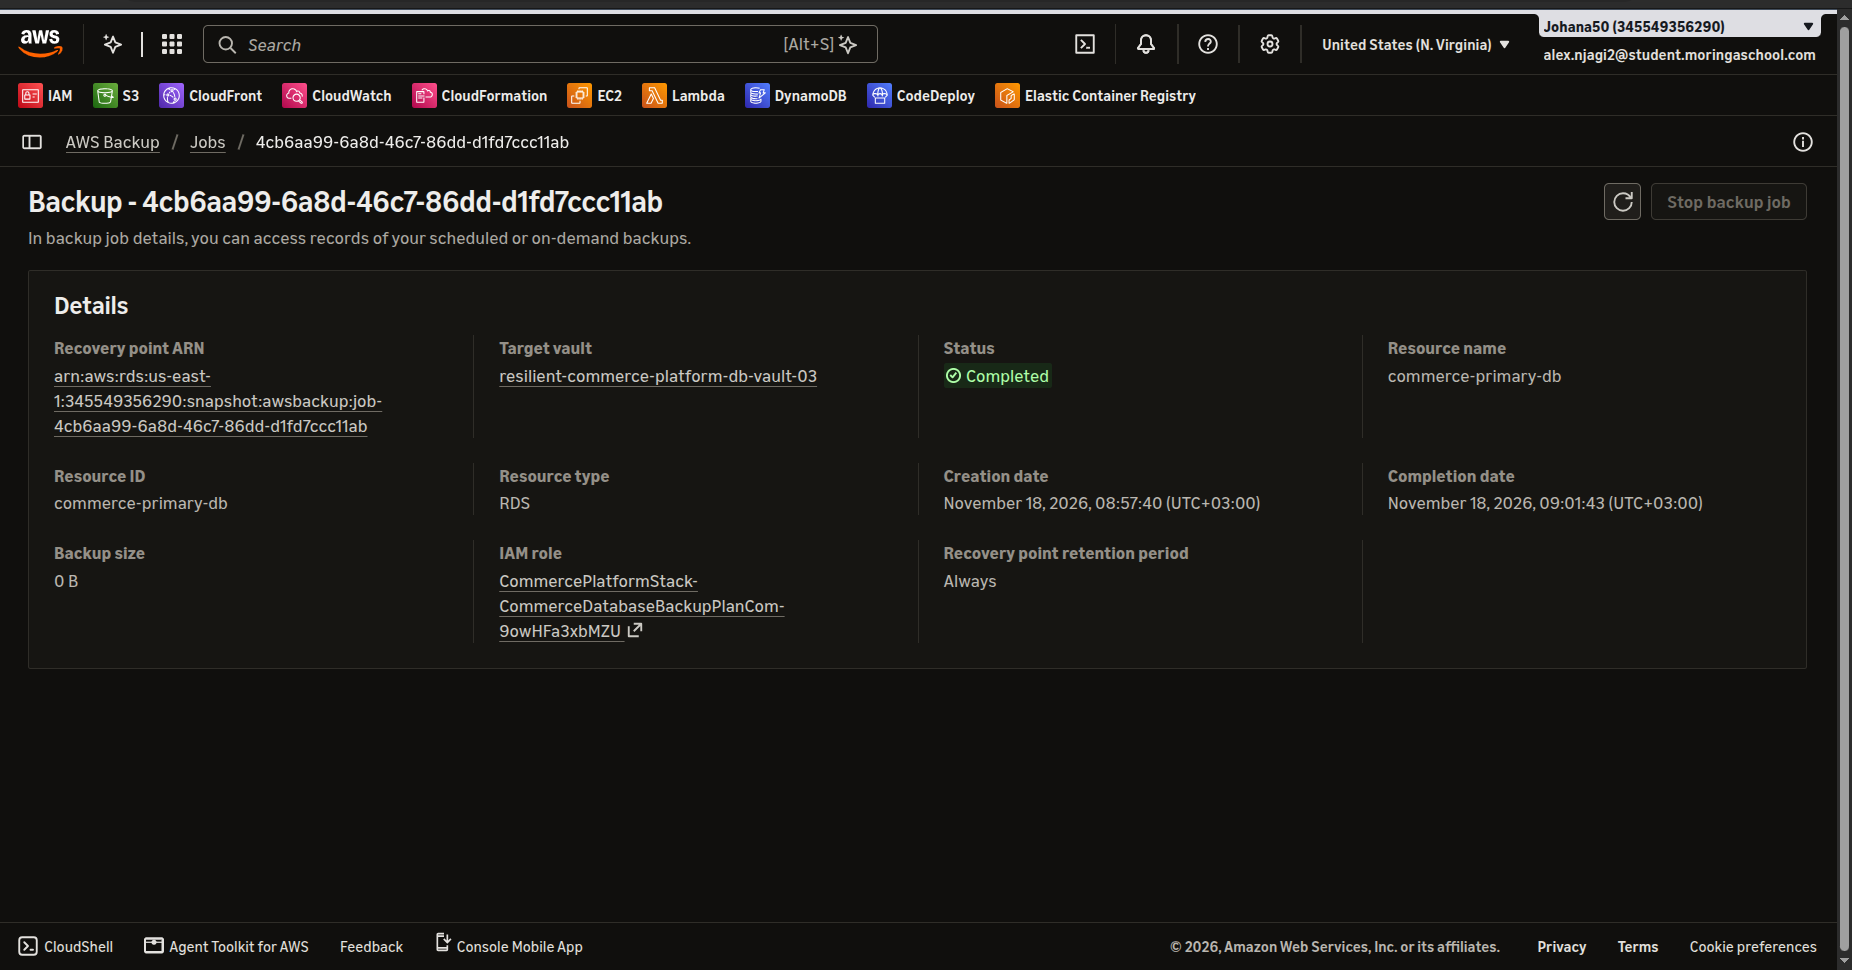 aws
Search [Alt+S]
United States (N. Virginia)
Johana50 (345549356290)
alex.njagi2@student.moringaschool.com
IAM S3 CloudFront CloudWatch CloudFormation EC2 Lambda DynamoDB CodeDeploy Elastic Container Registry
AWS Backup / Jobs / 4cb6aa99-6a8d-46c7-86dd-d1fd7ccc11ab
Backup - 4cb6aa99-6a8d-46c7-86dd-d1fd7ccc11ab
Stop backup job
In backup job details, you can access records of your scheduled or on-demand backups.
Details
Recovery point ARN
arn:aws:rds:us-east-
1:345549356290:snapshot:awsbackup:job-
4cb6aa99-6a8d-46c7-86dd-d1fd7ccc11ab
Target vault
resilient-commerce-platform-db-vault-03
Status
Completed
Resource name
commerce-primary-db
Resource ID
commerce-primary-db
Resource type
RDS
Creation date
November 18, 2026, 08:57:40 (UTC+03:00)
Completion date
November 18, 2026, 09:01:43 (UTC+03:00)
Backup size
0 B
IAM role
CommercePlatformStack-
CommerceDatabaseBackupPlanCom-
9owHFa3xbMZU
Recovery point retention period
Always
CloudShell Agent Toolkit for AWS Feedback Console Mobile App
© 2026, Amazon Web Services, Inc. or its affiliates. Privacy Terms Cookie preferences